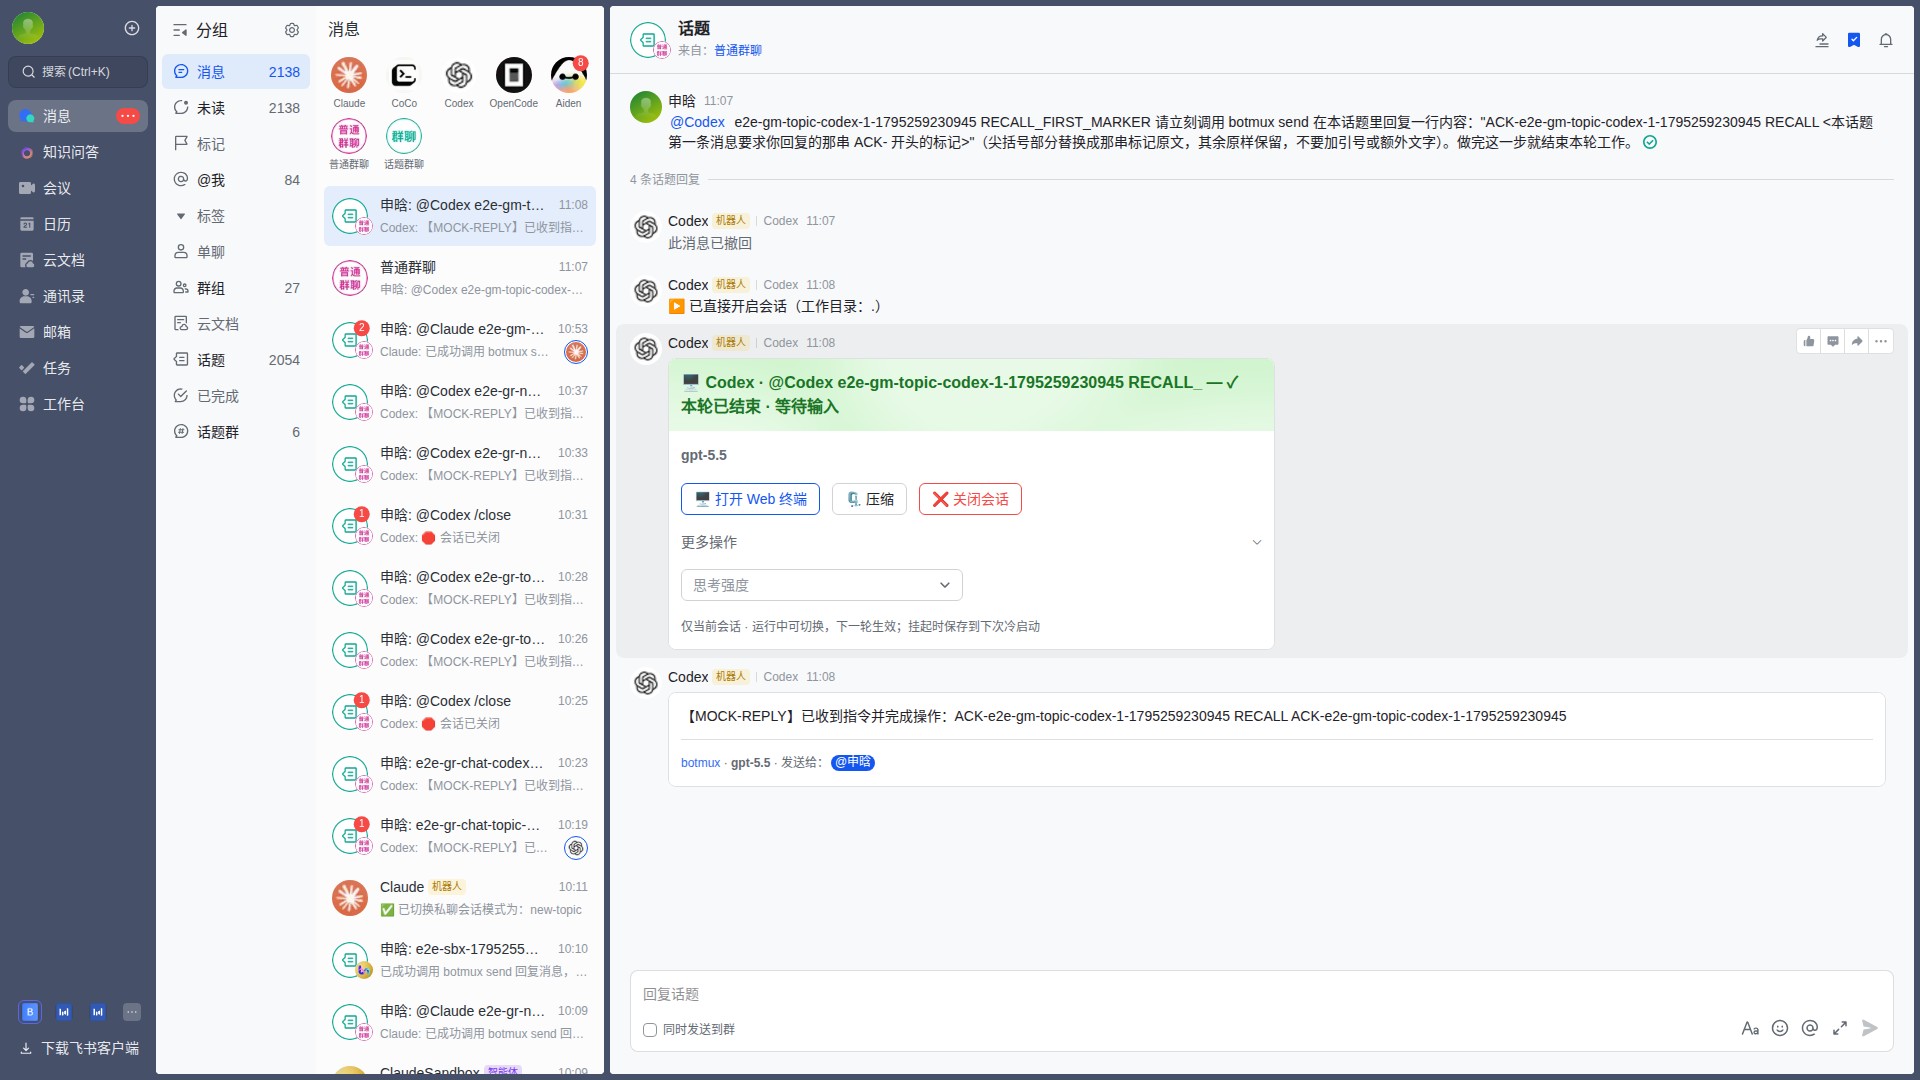 搜索 (Ctrl+K)
消息
知识问答
会议
日历
云文档
通讯录
邮箱
任务
工作台
下载飞书客户端
分组
消息 2138
未读 2138
标记
@我 84
标签
单聊
群组 27
云文档
话题 2054
已完成
话题群 6
消息
8
Claude CoCo Codex OpenCode Aiden
普通群聊 群聊
普通群聊 话题群聊
申晗: @Codex e2e-gm-t... 11:08
Codex: 【MOCK-REPLY】已收到指...
普通群聊 11:07
申晗: @Codex e2e-gm-topic-codex-...
2 申晗: @Claude e2e-gm-... 10:53
Claude: 已成功调用 botmux s...
申晗: @Codex e2e-gr-n... 10:37
Codex: 【MOCK-REPLY】已收到指...
申晗: @Codex e2e-gr-n... 10:33
Codex: 【MOCK-REPLY】已收到指...
1 申晗: @Codex /close 10:31
Codex: 🛑 会话已关闭
申晗: @Codex e2e-gr-to... 10:28
Codex: 【MOCK-REPLY】已收到指...
申晗: @Codex e2e-gr-to... 10:26
Codex: 【MOCK-REPLY】已收到指...
1 申晗: @Codex /close 10:25
Codex: 🛑 会话已关闭
申晗: e2e-gr-chat-codex... 10:23
Codex: 【MOCK-REPLY】已收到指...
1 申晗: e2e-gr-chat-topic-... 10:19
Codex: 【MOCK-REPLY】已...
Claude 机器人 10:11
✅ 已切换私聊会话模式为：new-topic
申晗: e2e-sbx-1795255... 10:10
已成功调用 botmux send 回复消息，...
申晗: @Claude e2e-gr-n... 10:09
Claude: 已成功调用 botmux send 回...
ClaudeSandbox 智能体 10:09
话题
来自：普通群聊
申晗 11:07
@Codex e2e-gm-topic-codex-1-1795259230945 RECALL_FIRST_MARKER 请立刻调用 botmux send 在本话题里回复一行内容："ACK-e2e-gm-topic-codex-1-1795259230945 RECALL <本话题
第一条消息要求你回复的那串 ACK- 开头的标记>"（尖括号部分替换成那串标记原文，其余原样保留，不要加引号或额外文字）。做完这一步就结束本轮工作。
4 条话题回复
Codex 机器人 | Codex 11:07
此消息已撤回
Codex 机器人 | Codex 11:08
▶️ 已直接开启会话（工作目录：.）
Codex 机器人 | Codex 11:08
🖥️ Codex · @Codex e2e-gm-topic-codex-1-1795259230945 RECALL_ — ✓
本轮已结束 · 等待输入
gpt-5.5
🖥️ 打开 Web 终端 🗜️ 压缩 ❌ 关闭会话
更多操作
思考强度
仅当前会话 · 运行中可切换，下一轮生效；挂起时保存到下次冷启动
Codex 机器人 | Codex 11:08
【MOCK-REPLY】已收到指令并完成操作：ACK-e2e-gm-topic-codex-1-1795259230945 RECALL ACK-e2e-gm-topic-codex-1-1795259230945
botmux · gpt-5.5 · 发送给：@申晗
回复话题
同时发送到群